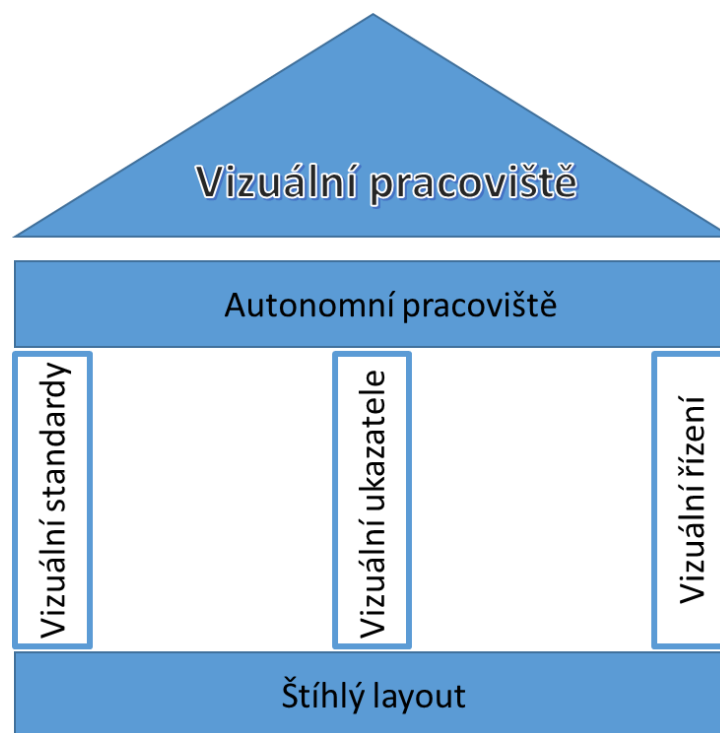 Vizuální pracoviště
Autonomní pracoviště
Vizuální standardy
Vizuální ukazatele
Vizuální řízení
Štíhlý layout